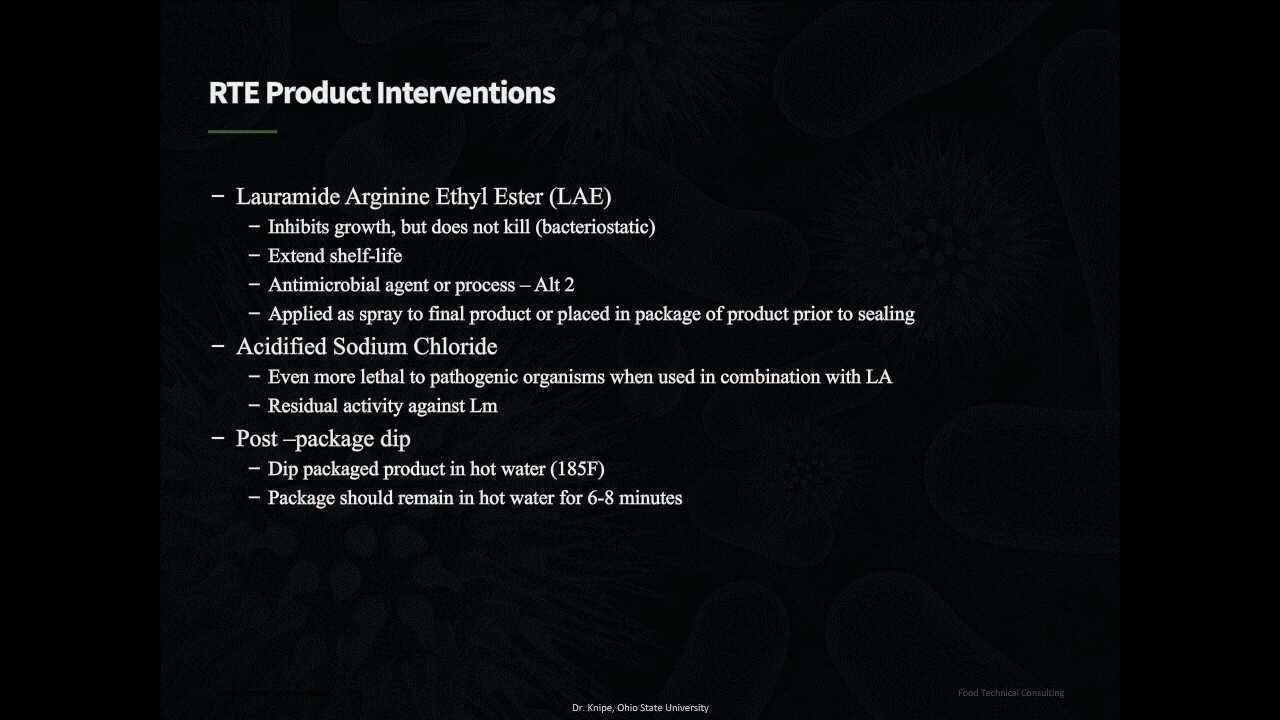 RTE Product Interventions
– Lauramide Arginine Ethyl Ester (LAE)
– Inhibits growth, but does not kill (bacteriostatic)
– Extend shelf-life
– Antimicrobial agent or process – Alt 2
– Applied as spray to final product or placed in package of product prior to sealing
– Acidified Sodium Chloride
– Even more lethal to pathogenic organisms when used in combination with LA
– Residual activity against Lm
– Post –package dip
– Dip packaged product in hot water (185F)
– Package should remain in hot water for 6-8 minutes
Food Technical Consulting
Dr. Knipe, Ohio State University